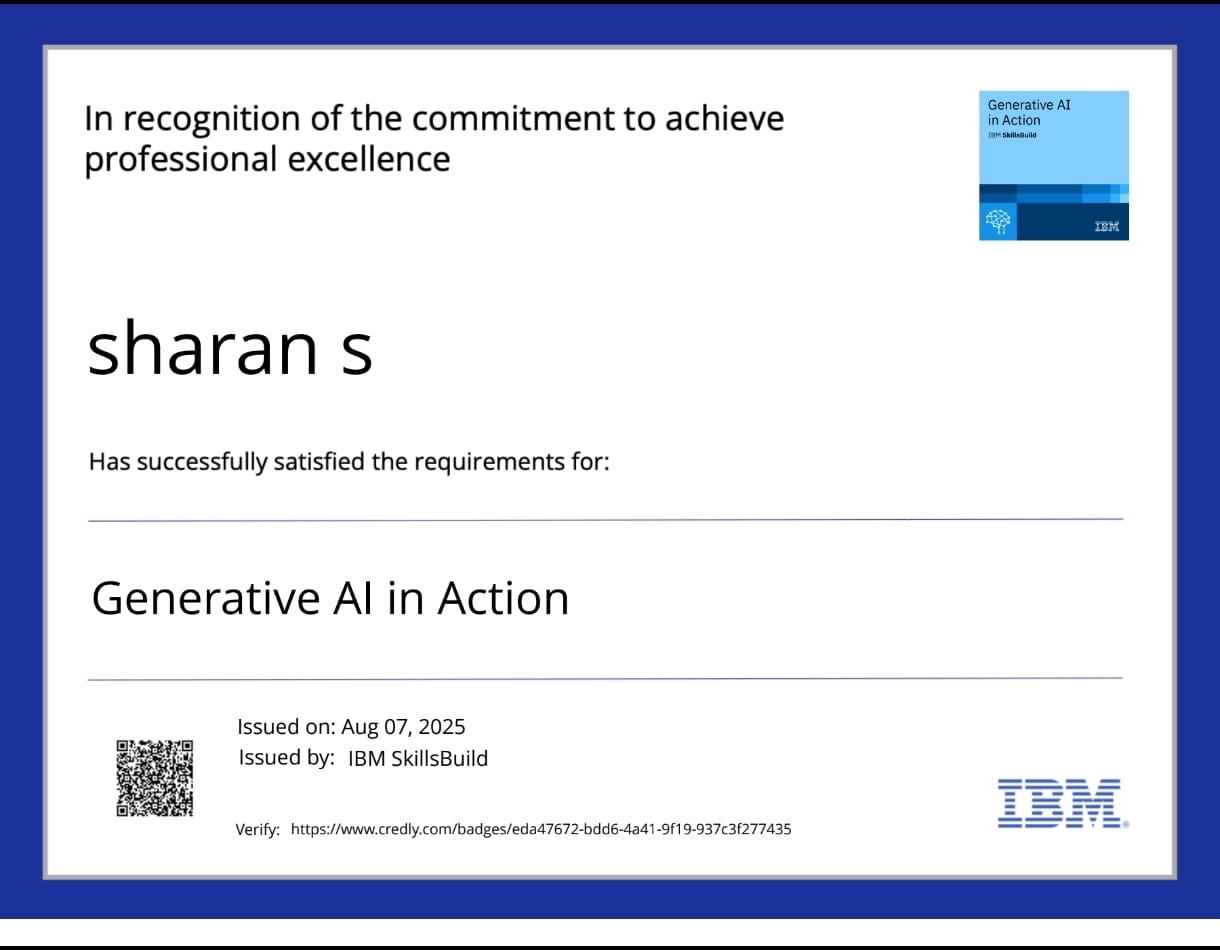 In recognition of the commitment to achieve
professional excellence
Generative AI
in Action
IBM SkillsBuild
IBM
sharan s
Has successfully satisfied the requirements for:
Generative AI in Action
Issued on: Aug 07, 2025
Issued by: IBM SkillsBuild
Verify: https://www.credly.com/badges/eda47672-bdd6-4a41-9f19-937c3f277435
IBM®